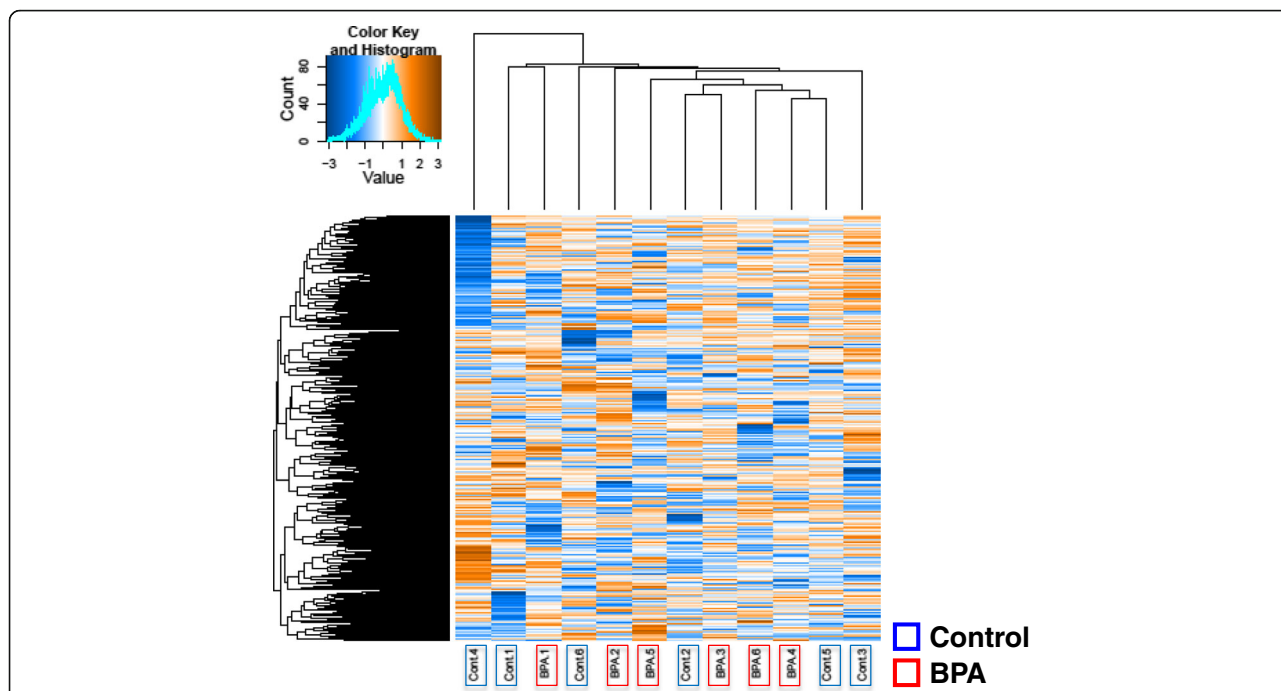 Color Key
and Histogram
Count
0 40 80
-3 -1 1 2 3
Value
Cont.4 Cont.1 BPA.1 Cont.6 BPA.2 BPA.5 Cont.2 BPA.3 BPA.6 BPA.4 Cont.5 Cont.3
Control
BPA